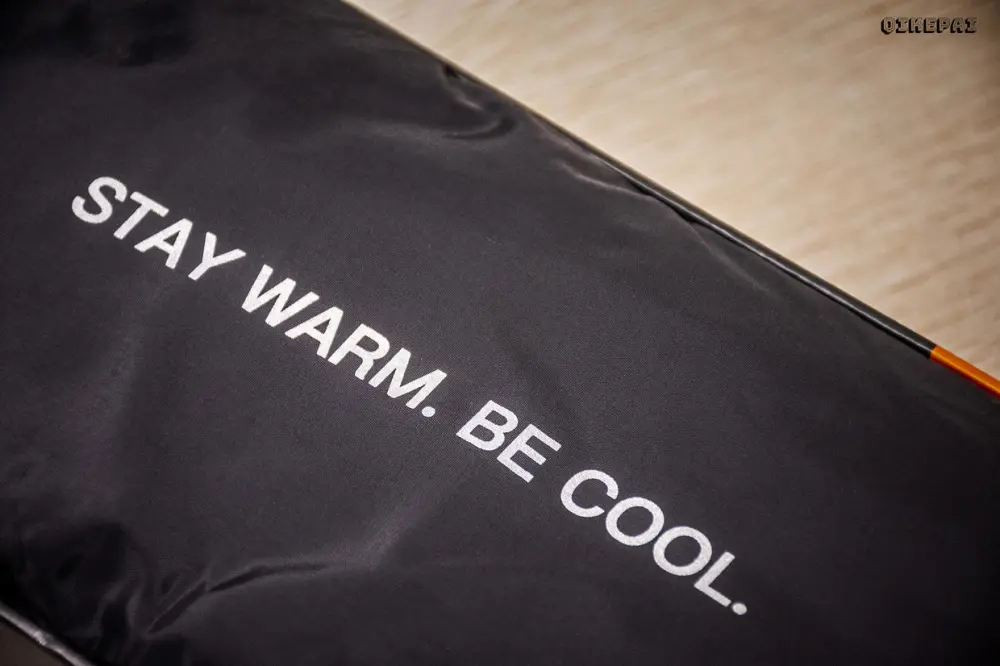 QIKEPAI
STAY WARM. BE COOL.